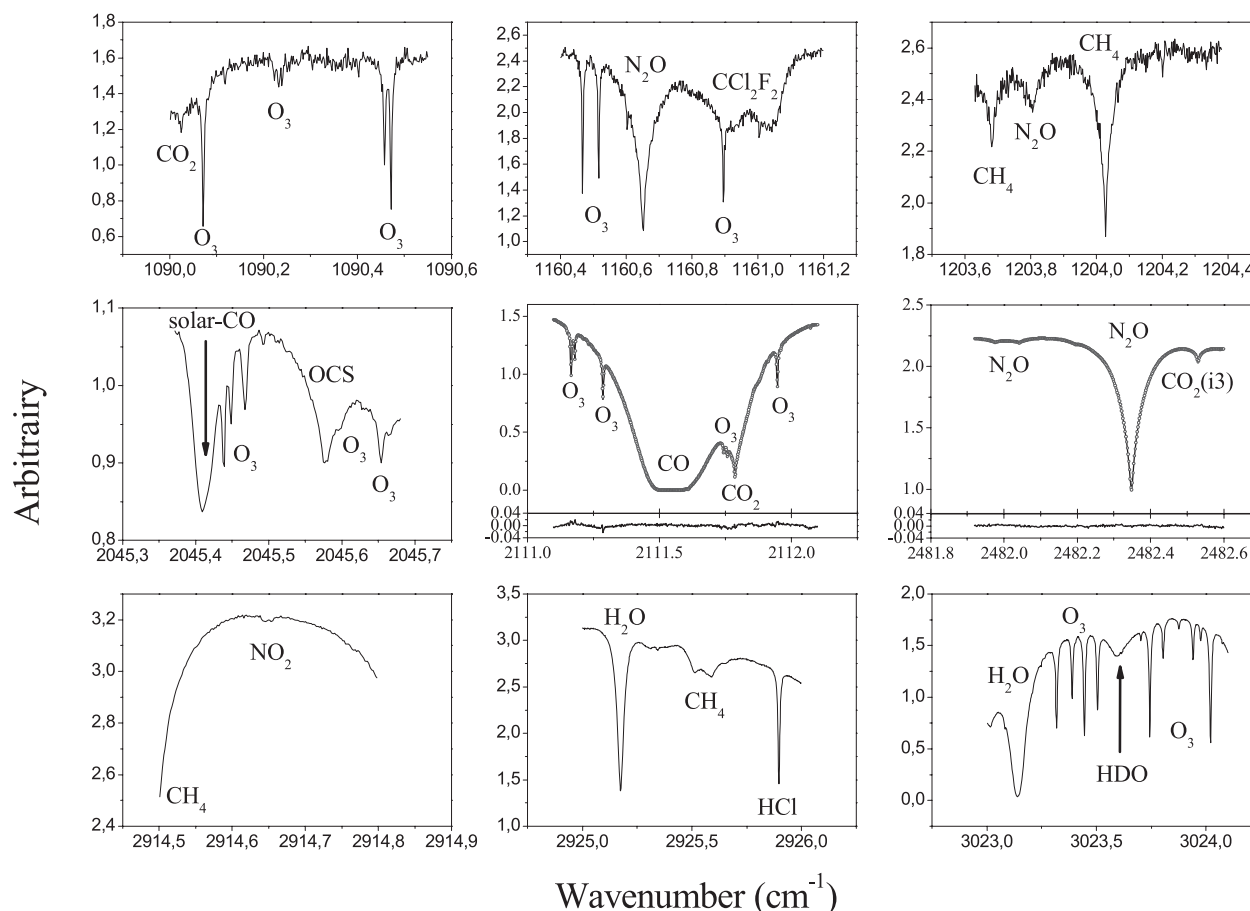 1,8
1,6
1,4
1,2
1,0
0,8
0,6
CO2
O3
O3
O3
1090,0 1090,2 1090,4 1090,6
2,6
2,4
2,2
2,0
1,8
1,6
1,4
1,2
1,0
N2O
CCl2F2
O3
O3
1160,4 1160,6 1160,8 1161,0 1161,2
2,6
2,4
2,2
2,0
1,8
CH4
N2O
CH4
1203,6 1203,8 1204,0 1204,2 1204,4
Arbitrairy
1,1
1,0
0,9
0,8
solar-CO
OCS
O3
O3
O3
2045,3 2045,4 2045,5 2045,6 2045,7
1.5
1.0
0.5
0.0
0.04
0.00
-0.04
O3
O3
CO
O3
CO2
O3
2111.0 2111.5 2112.0
2.5
2.0
1.5
1.0
0.04
0.00
-0.04
N2O
N2O
CO2(i3)
2481.8 2482.0 2482.2 2482.4 2482.6
3,2
3,0
2,8
2,6
2,4
NO2
CH4
2914,5 2914,6 2914,7 2914,8 2914,9
3,5
3,0
2,5
2,0
1,5
1,0
H2O
CH4
HCl
2925,0 2925,5 2926,0
2,0
1,5
1,0
0,5
0,0
O3
H2O
O3
HDO
3023,0 3023,5 3024,0
Wavenumber (cm-1)